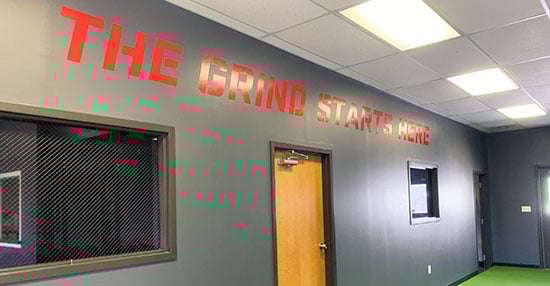 THE GRIND STARTS HERE